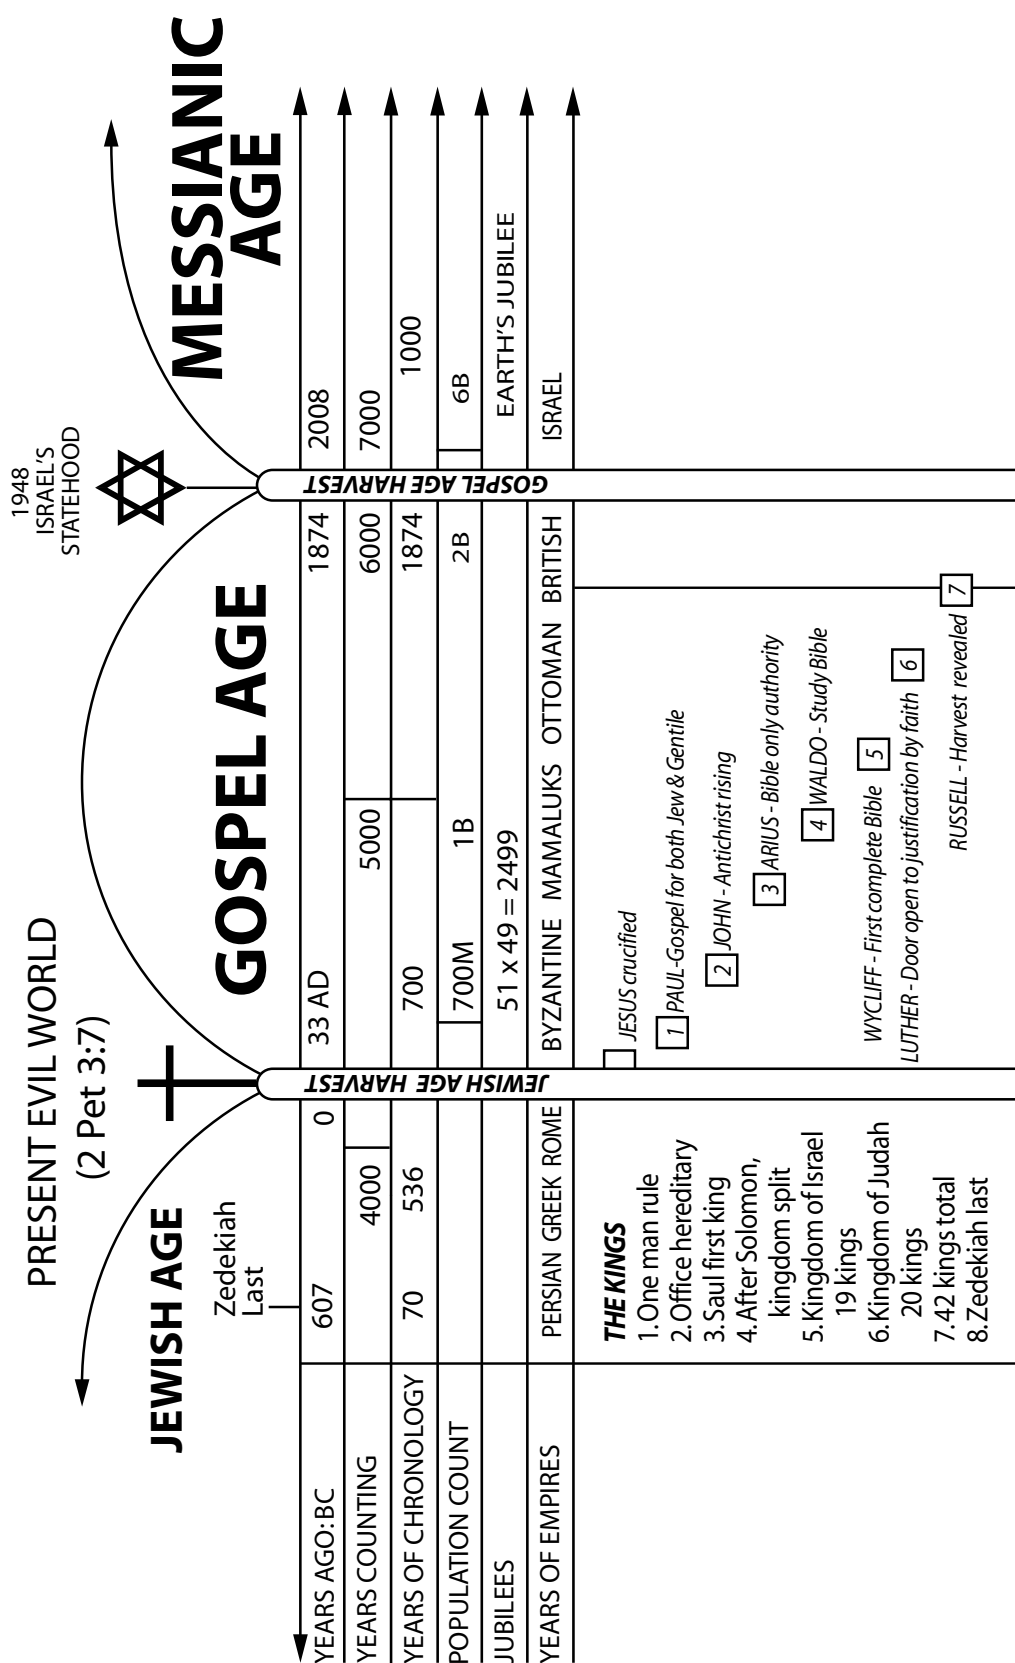 PRESENT EVIL WORLD
(2 Pet 3:7)
1948
ISRAEL'S
STATEHOOD
JEWISH AGE
GOSPEL AGE
MESSIANIC
AGE
Zedekiah
Last
YEARS AGO:BC 607 0 33 AD 1874 2008
YEARS COUNTING 4000 5000 6000 7000
YEARS OF CHRONOLOGY 70 536 700 1874 1000
POPULATION COUNT 700M 1B 2B 6B
JUBILEES 51 x 49 = 2499 EARTH'S JUBILEE
YEARS OF EMPIRES PERSIAN GREEK ROME BYZANTINE MAMALUKS OTTOMAN BRITISH ISRAEL
JEWISH AGE HARVEST
GOSPEL AGE HARVEST
THE KINGS
1.One man rule
2.Office hereditary
3.Saul first king
4.After Solomon,
kingdom split
5.Kingdom of Israel
19 kings
6.Kingdom of Judah
20 kings
7.42 kings total
8.Zedekiah last
JESUS crucified
1 PAUL-Gospel for both Jew & Gentile
2 JOHN - Antichrist rising
3 ARIUS - Bible only authority
4 WALDO - Study Bible
WYCLIFF - First complete Bible 5
LUTHER - Door open to justification by faith 6
RUSSELL - Harvest revealed 7